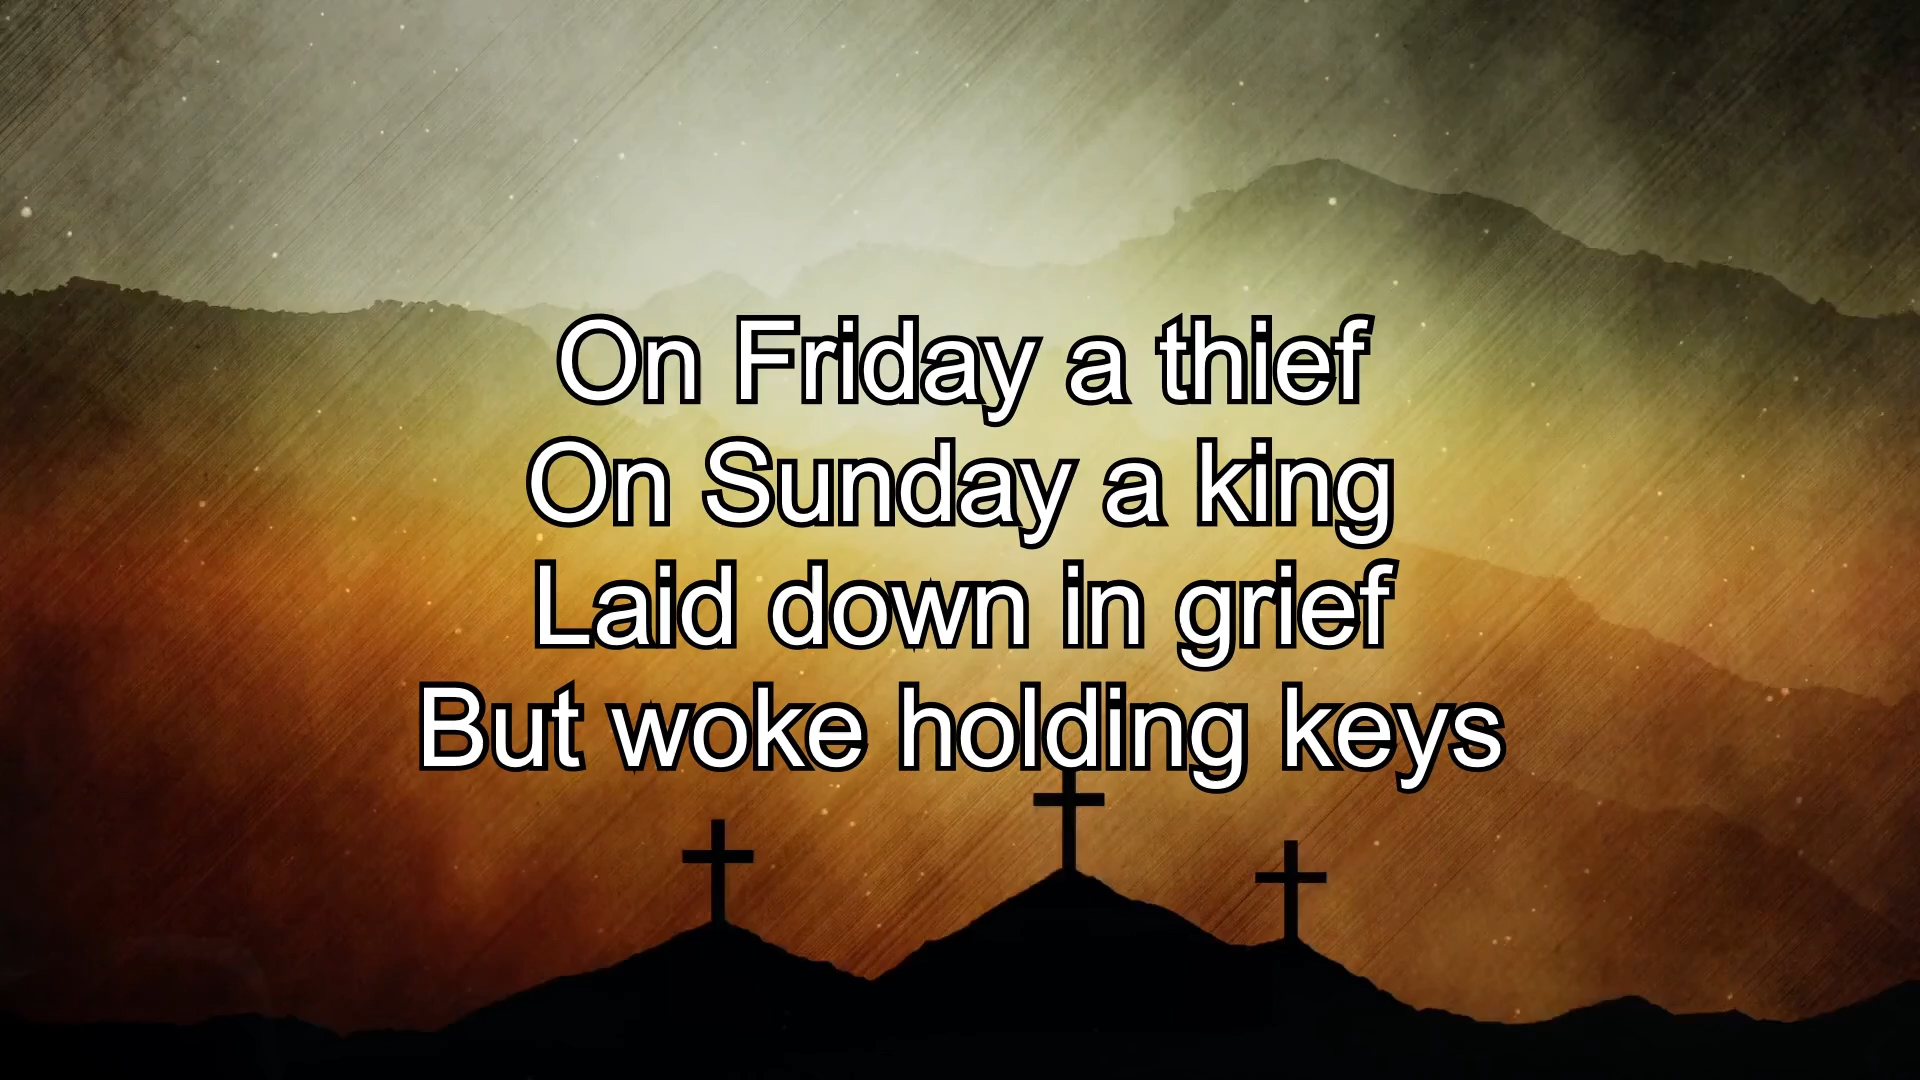 On Friday a thief
On Sunday a king
Laid down in grief
But woke holding keys